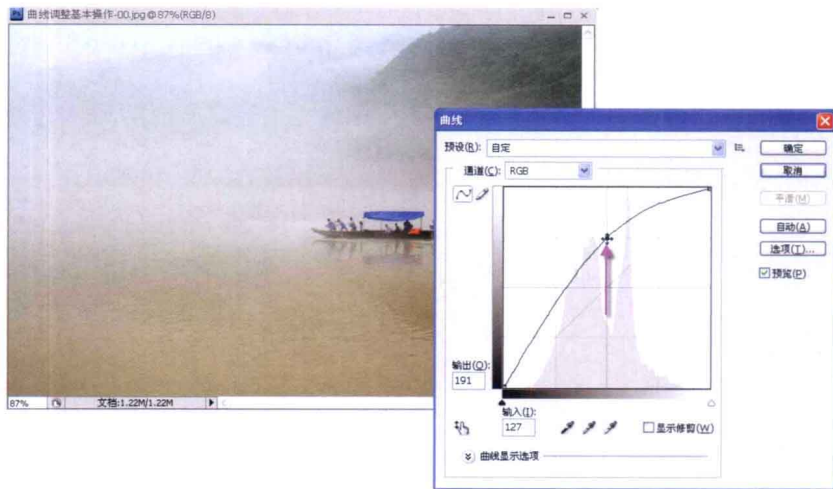 Ps 曲线调整基本操作-00.jpg @ 87%(RGB/8)
87%
文档:1.22M/1.22M
曲线
预设(R): 自定
确定
通道(C): RGB
取消
平滑(M)
自动(A)
选项(T)...
预览(P)
输出(O):
191
输入(I):
127
显示修剪(W)
曲线显示选项